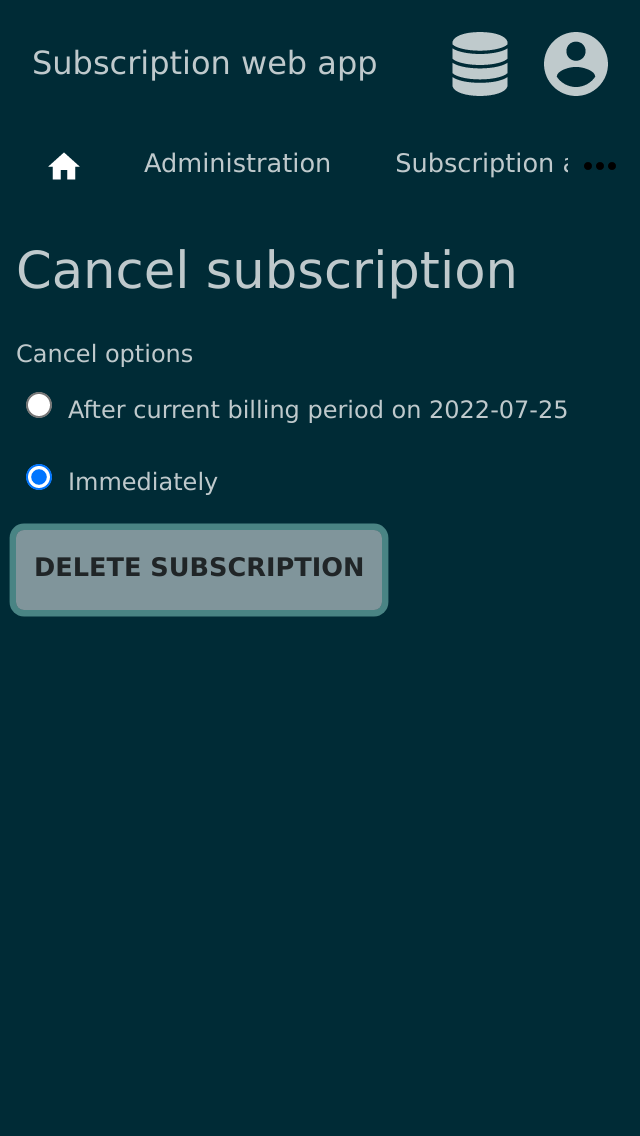 Subscription web app
Administration
Subscription
Cancel subscription
Cancel options
After current billing period on 2022-07-25
Immediately
DELETE SUBSCRIPTION